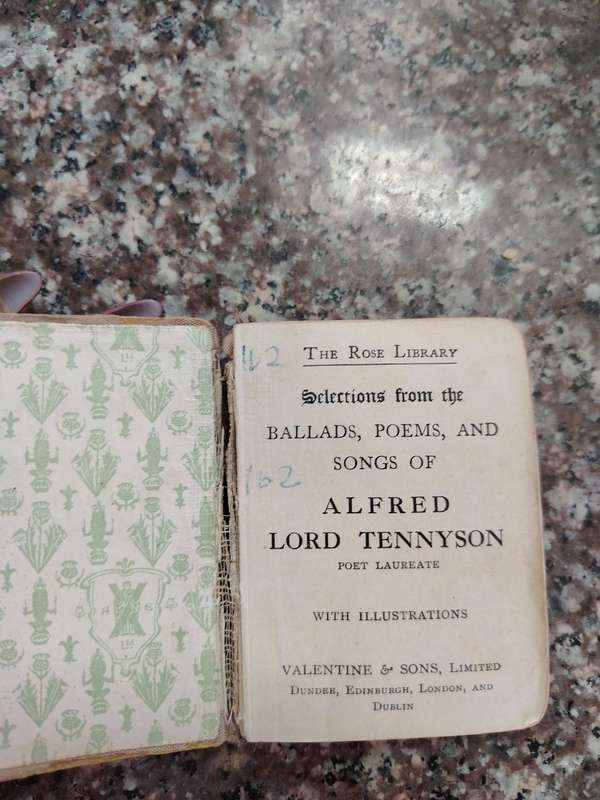 THE ROSE LIBRARY
Selections from the
BALLADS, POEMS, AND
SONGS OF
ALFRED
LORD TENNYSON
POET LAUREATE
WITH ILLUSTRATIONS
VALENTINE & SONS, LIMITED
DUNDEE, EDINBURGH, LONDON, AND
DUBLIN
162